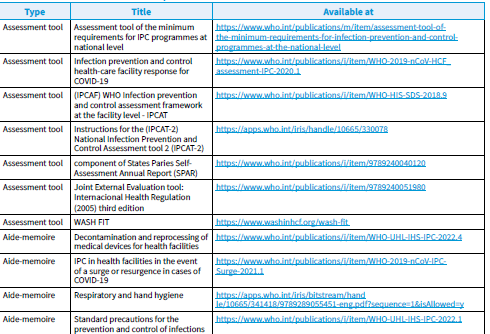 Type Title Available at
Assessment tool Assessment tool of the minimum https://www.who.int/publications/m/item/assessment-tool-of-
requirements for IPC programmes at the-minimum-requirements-for-infection-prevention-and-control-
national level programmes-at-the-national-level
Assessment tool Infection prevention and control https://www.who.int/publications/i/item/WHO-2019-nCoV-HCF_
health-care facility response for assessment-IPC-2020.1
COVID-19
Assessment tool (IPCAF) WHO Infection prevention https://www.who.int/publications/i/item/WHO-HIS-SDS-2018.9
and control assessment framework
at the facility level - IPCAT
Assessment tool Instructions for the (IPCAT-2) https://apps.who.int/iris/handle/10665/330078
National Infection Prevention and
Control Assessment tool 2 (IPCAT-2)
Assessment tool component of States Paries Self- https://www.who.int/publications/i/item/9789240040120
Assessment Annual Report (SPAR)
Assessment tool Joint External Evaluation tool: https://www.who.int/publications/i/item/9789240051980
Internacional Health Regulation
(2005) third edition
Assessment tool WASH FIT https://www.washinhcf.org/wash-fit
Aide-memoire Decontamination and reprocessing of https://www.who.int/publications/i/item/WHO-UHL-IHS-IPC-2022.4
medical devices for health facilities
Aide-memoire IPC in health facilities in the event https://www.who.int/publications/i/item/WHO-2019-nCoV-IPC-
of a surge or resurgence in cases of Surge-2021.1
COVID-19
Aide-memoire Respiratory and hand hygiene https://apps.who.int/iris/bitstream/hand
le/10665/341418/9789289055451-eng.pdf?sequence=1&isAllowed=y
Aide-memoire Standard precautions for the https://www.who.int/publications/i/item/WHO-UHL-IHS-IPC-2022.1
prevention and control of infections